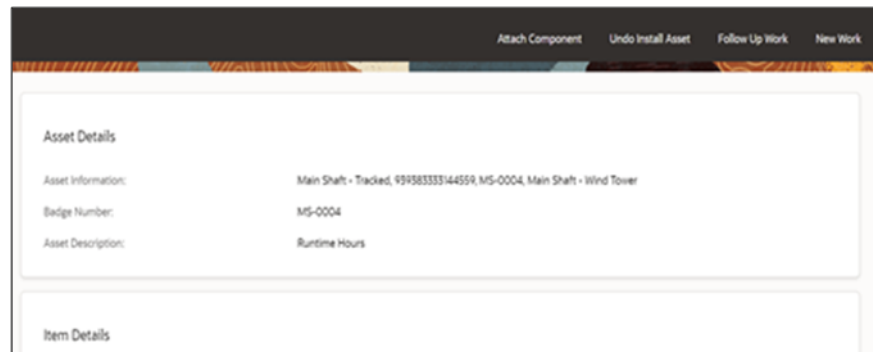 Attach Component Undo Install Asset Follow Up Work New Work
Asset Details
Asset Information: Main Shaft - Tracked, 939383333144559, MS-0004, Main Shaft - Wind Tower
Badge Number: MS-0004
Asset Description: Runtime Hours
Item Details